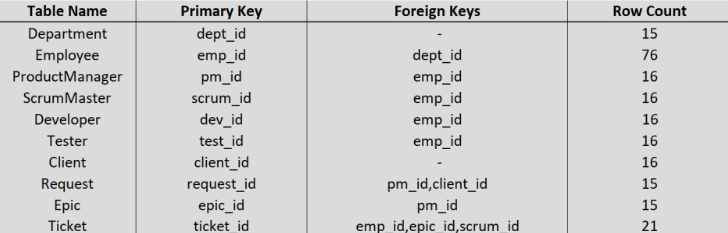 Table Name Primary Key Foreign Keys Row Count
Department dept_id - 15
Employee emp_id dept_id 76
ProductManager pm_id emp_id 16
ScrumMaster scrum_id emp_id 16
Developer dev_id emp_id 16
Tester test_id emp_id 16
Client client_id - 16
Request request_id pm_id,client_id 15
Epic epic_id pm_id 15
Ticket ticket_id emp_id,epic_id,scrum_id 21